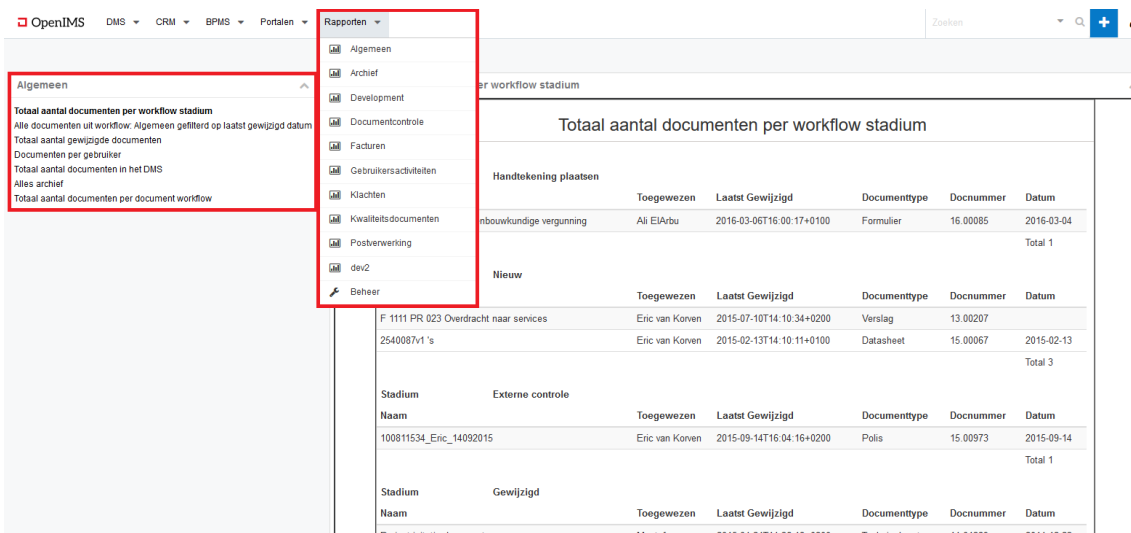 OpenIMS DMS CRM BPMS Portalen Rapporten Zoeken
Algemeen
Archief
Development
Documentcontrole
Facturen
Gebruikersactiviteiten
Klachten
Kwaliteitsdocumenten
Postverwerking
dev2
Beheer
Algemeen
Totaal aantal documenten per workflow stadium
Alle documenten uit workflow: Algemeen gefilterd op laatst gewijzigd datum
Totaal aantal gewijzigde documenten
Documenten per gebruiker
Totaal aantal documenten in het DMS
Alles archief
Totaal aantal documenten per document workflow
er workflow stadium
Totaal aantal documenten per workflow stadium
Handtekening plaatsen
Toegewezen Laatst Gewijzigd Documenttype Docnummer Datum
nbouwkundige vergunning Ali ElArbu 2016-03-06T16:00:17+0100 Formulier 16.00085 2016-03-04
Total 1
Nieuw
Toegewezen Laatst Gewijzigd Documenttype Docnummer Datum
F 1111 PR 023 Overdracht naar services Eric van Korven 2015-07-10T14:10:34+0200 Verslag 13.00207
2540087v1 's Eric van Korven 2015-02-13T14:10:11+0100 Datasheet 15.00067 2015-02-13
Total 3
Stadium Externe controle
Naam Toegewezen Laatst Gewijzigd Documenttype Docnummer Datum
100811534_Eric_14092015 Eric van Korven 2015-09-14T16:04:16+0200 Polis 15.00973 2015-09-14
Total 1
Stadium Gewijzigd
Naam Toegewezen Laatst Gewijzigd Documenttype Docnummer Datum